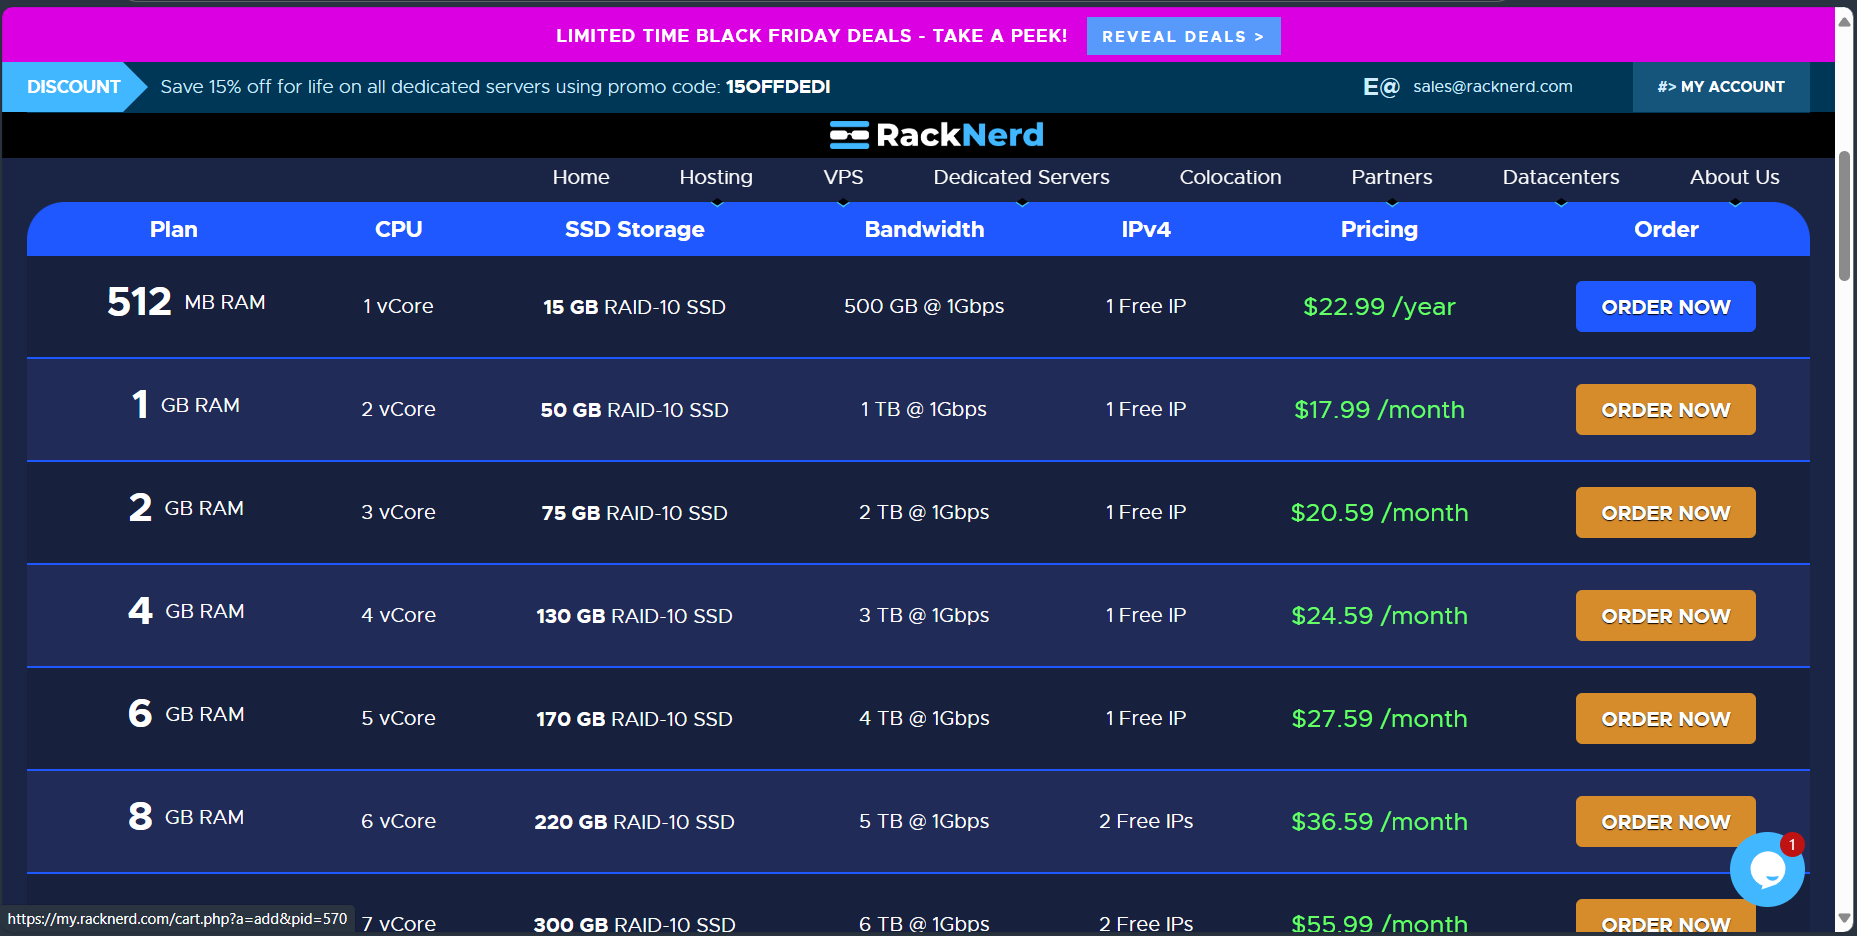 LIMITED TIME BLACK FRIDAY DEALS - TAKE A PEEK! REVEAL DEALS >
DISCOUNT Save 15% off for life on all dedicated servers using promo code: 15OFFDEDI E@ sales@racknerd.com #> MY ACCOUNT
RackNerd
Home Hosting VPS Dedicated Servers Colocation Partners Datacenters About Us
Plan CPU SSD Storage Bandwidth IPv4 Pricing Order
512 MB RAM 1 vCore 15 GB RAID-10 SSD 500 GB @ 1Gbps 1 Free IP $22.99 /year ORDER NOW
1 GB RAM 2 vCore 50 GB RAID-10 SSD 1 TB @ 1Gbps 1 Free IP $17.99 /month ORDER NOW
2 GB RAM 3 vCore 75 GB RAID-10 SSD 2 TB @ 1Gbps 1 Free IP $20.59 /month ORDER NOW
4 GB RAM 4 vCore 130 GB RAID-10 SSD 3 TB @ 1Gbps 1 Free IP $24.59 /month ORDER NOW
6 GB RAM 5 vCore 170 GB RAID-10 SSD 4 TB @ 1Gbps 1 Free IP $27.59 /month ORDER NOW
8 GB RAM 6 vCore 220 GB RAID-10 SSD 5 TB @ 1Gbps 2 Free IPs $36.59 /month ORDER NOW
1
https://my.racknerd.com/cart.php?a=add&pid=570 7 vCore 300 GB RAID-10 SSD 6 TB @ 1Gbps 2 Free IPs $55.99 /month ORDER NOW